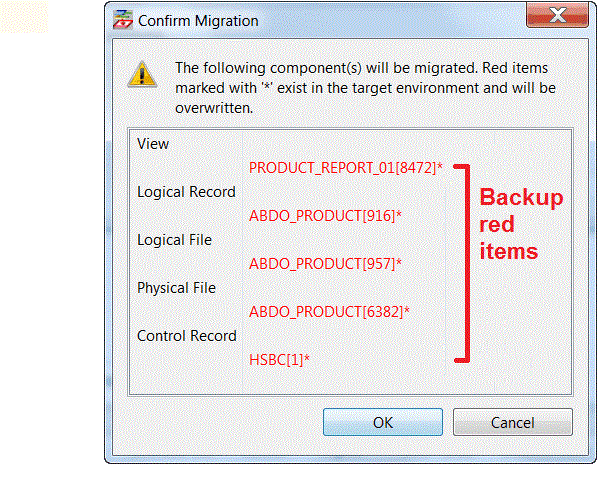 Confirm Migration
The following component(s) will be migrated. Red items
marked with '*' exist in the target environment and will be
overwritten.
View
PRODUCT_REPORT_01[8472]*
Logical Record
ABDO_PRODUCT[916]*
Logical File
ABDO_PRODUCT[957]*
Physical File
ABDO_PRODUCT[6382]*
Control Record
HSBC[1]*
Backup
red
items
OK
Cancel